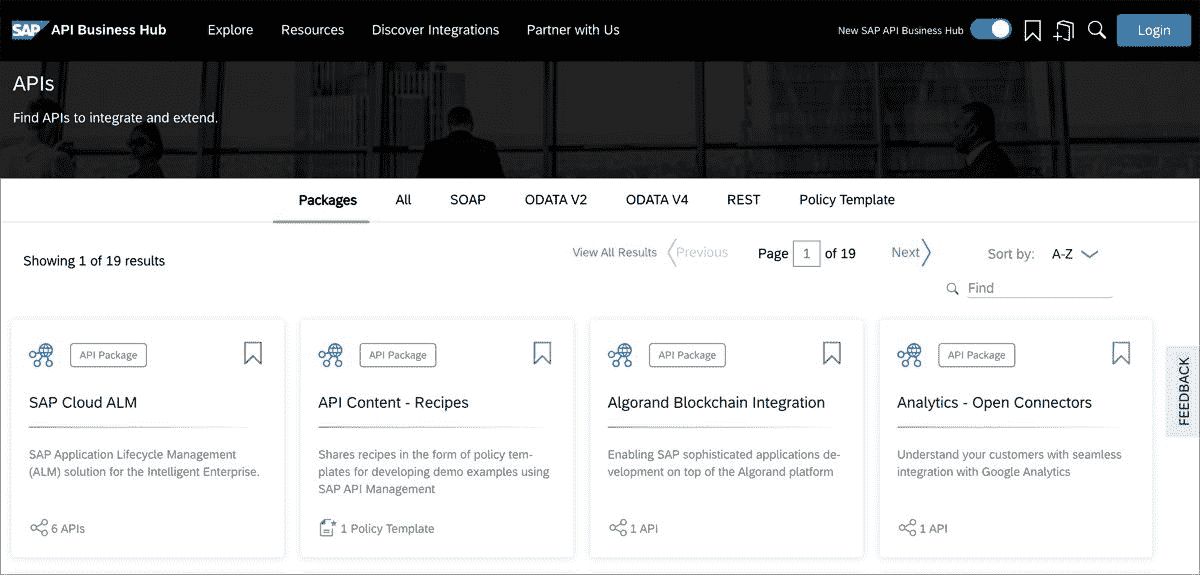 SAP API Business Hub Explore Resources Discover Integrations Partner with Us New SAP API Business Hub Login
APIs
Find APIs to integrate and extend.
Packages All SOAP ODATA V2 ODATA V4 REST Policy Template
Showing 1 of 19 results View All Results Previous Page 1 of 19 Next Sort by: A-Z
Find
API Package
SAP Cloud ALM
SAP Application Lifecycle Management
(ALM) solution for the Intelligent Enterprise.
6 APIs
API Package
API Content - Recipes
Shares recipes in the form of policy tem-
plates for developing demo examples using
SAP API Management
1 Policy Template
API Package
Algorand Blockchain Integration
Enabling SAP sophisticated applications de-
velopment on top of the Algorand platform
1 API
API Package
Analytics - Open Connectors
Understand your customers with seamless
integration with Google Analytics
1 API
FEEDBACK